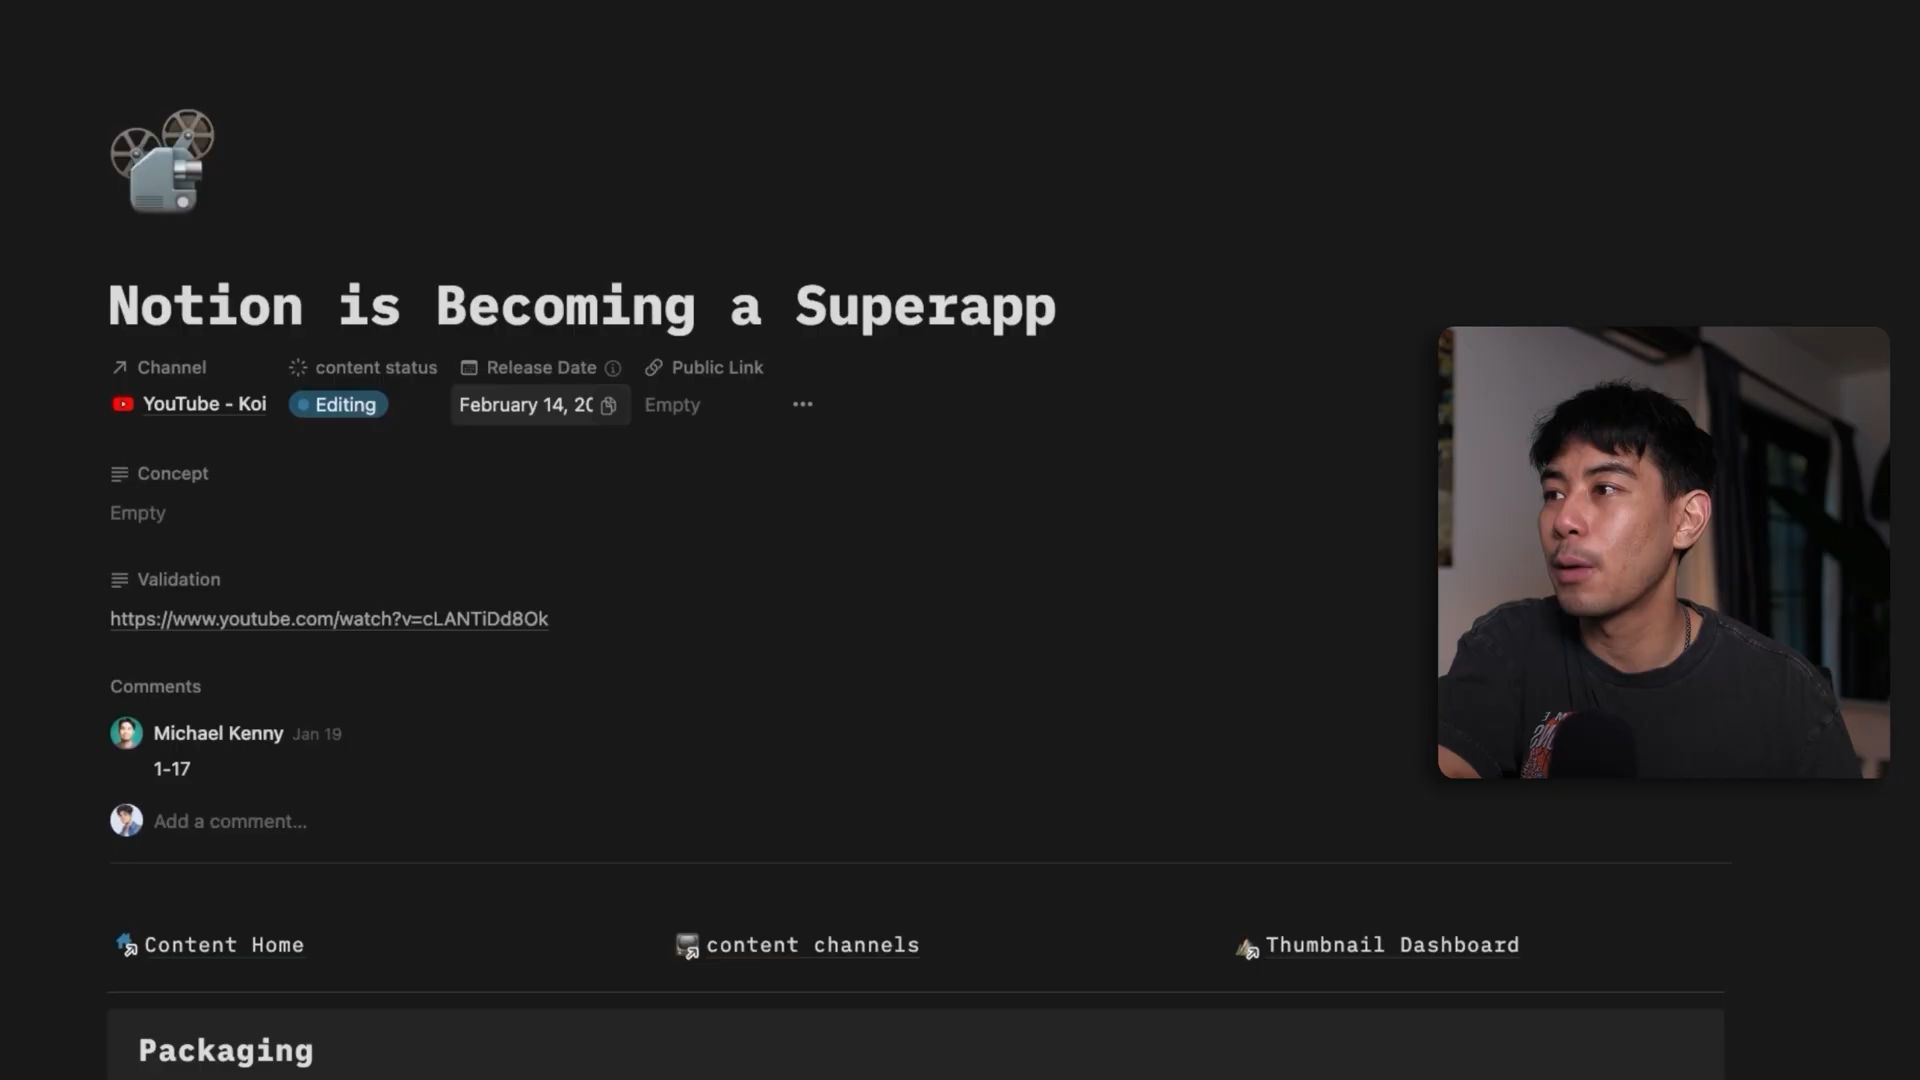 Notion is Becoming a Superapp
Channel content status Release Date Public Link
YouTube - Koi Editing February 14, 20 Empty
Concept
Empty
Validation
https://www.youtube.com/watch?v=cLANTiDd8Ok
Comments
Michael Kenny Jan 19
1-17
Add a comment...
Content Home content channels Thumbnail Dashboard
Packaging